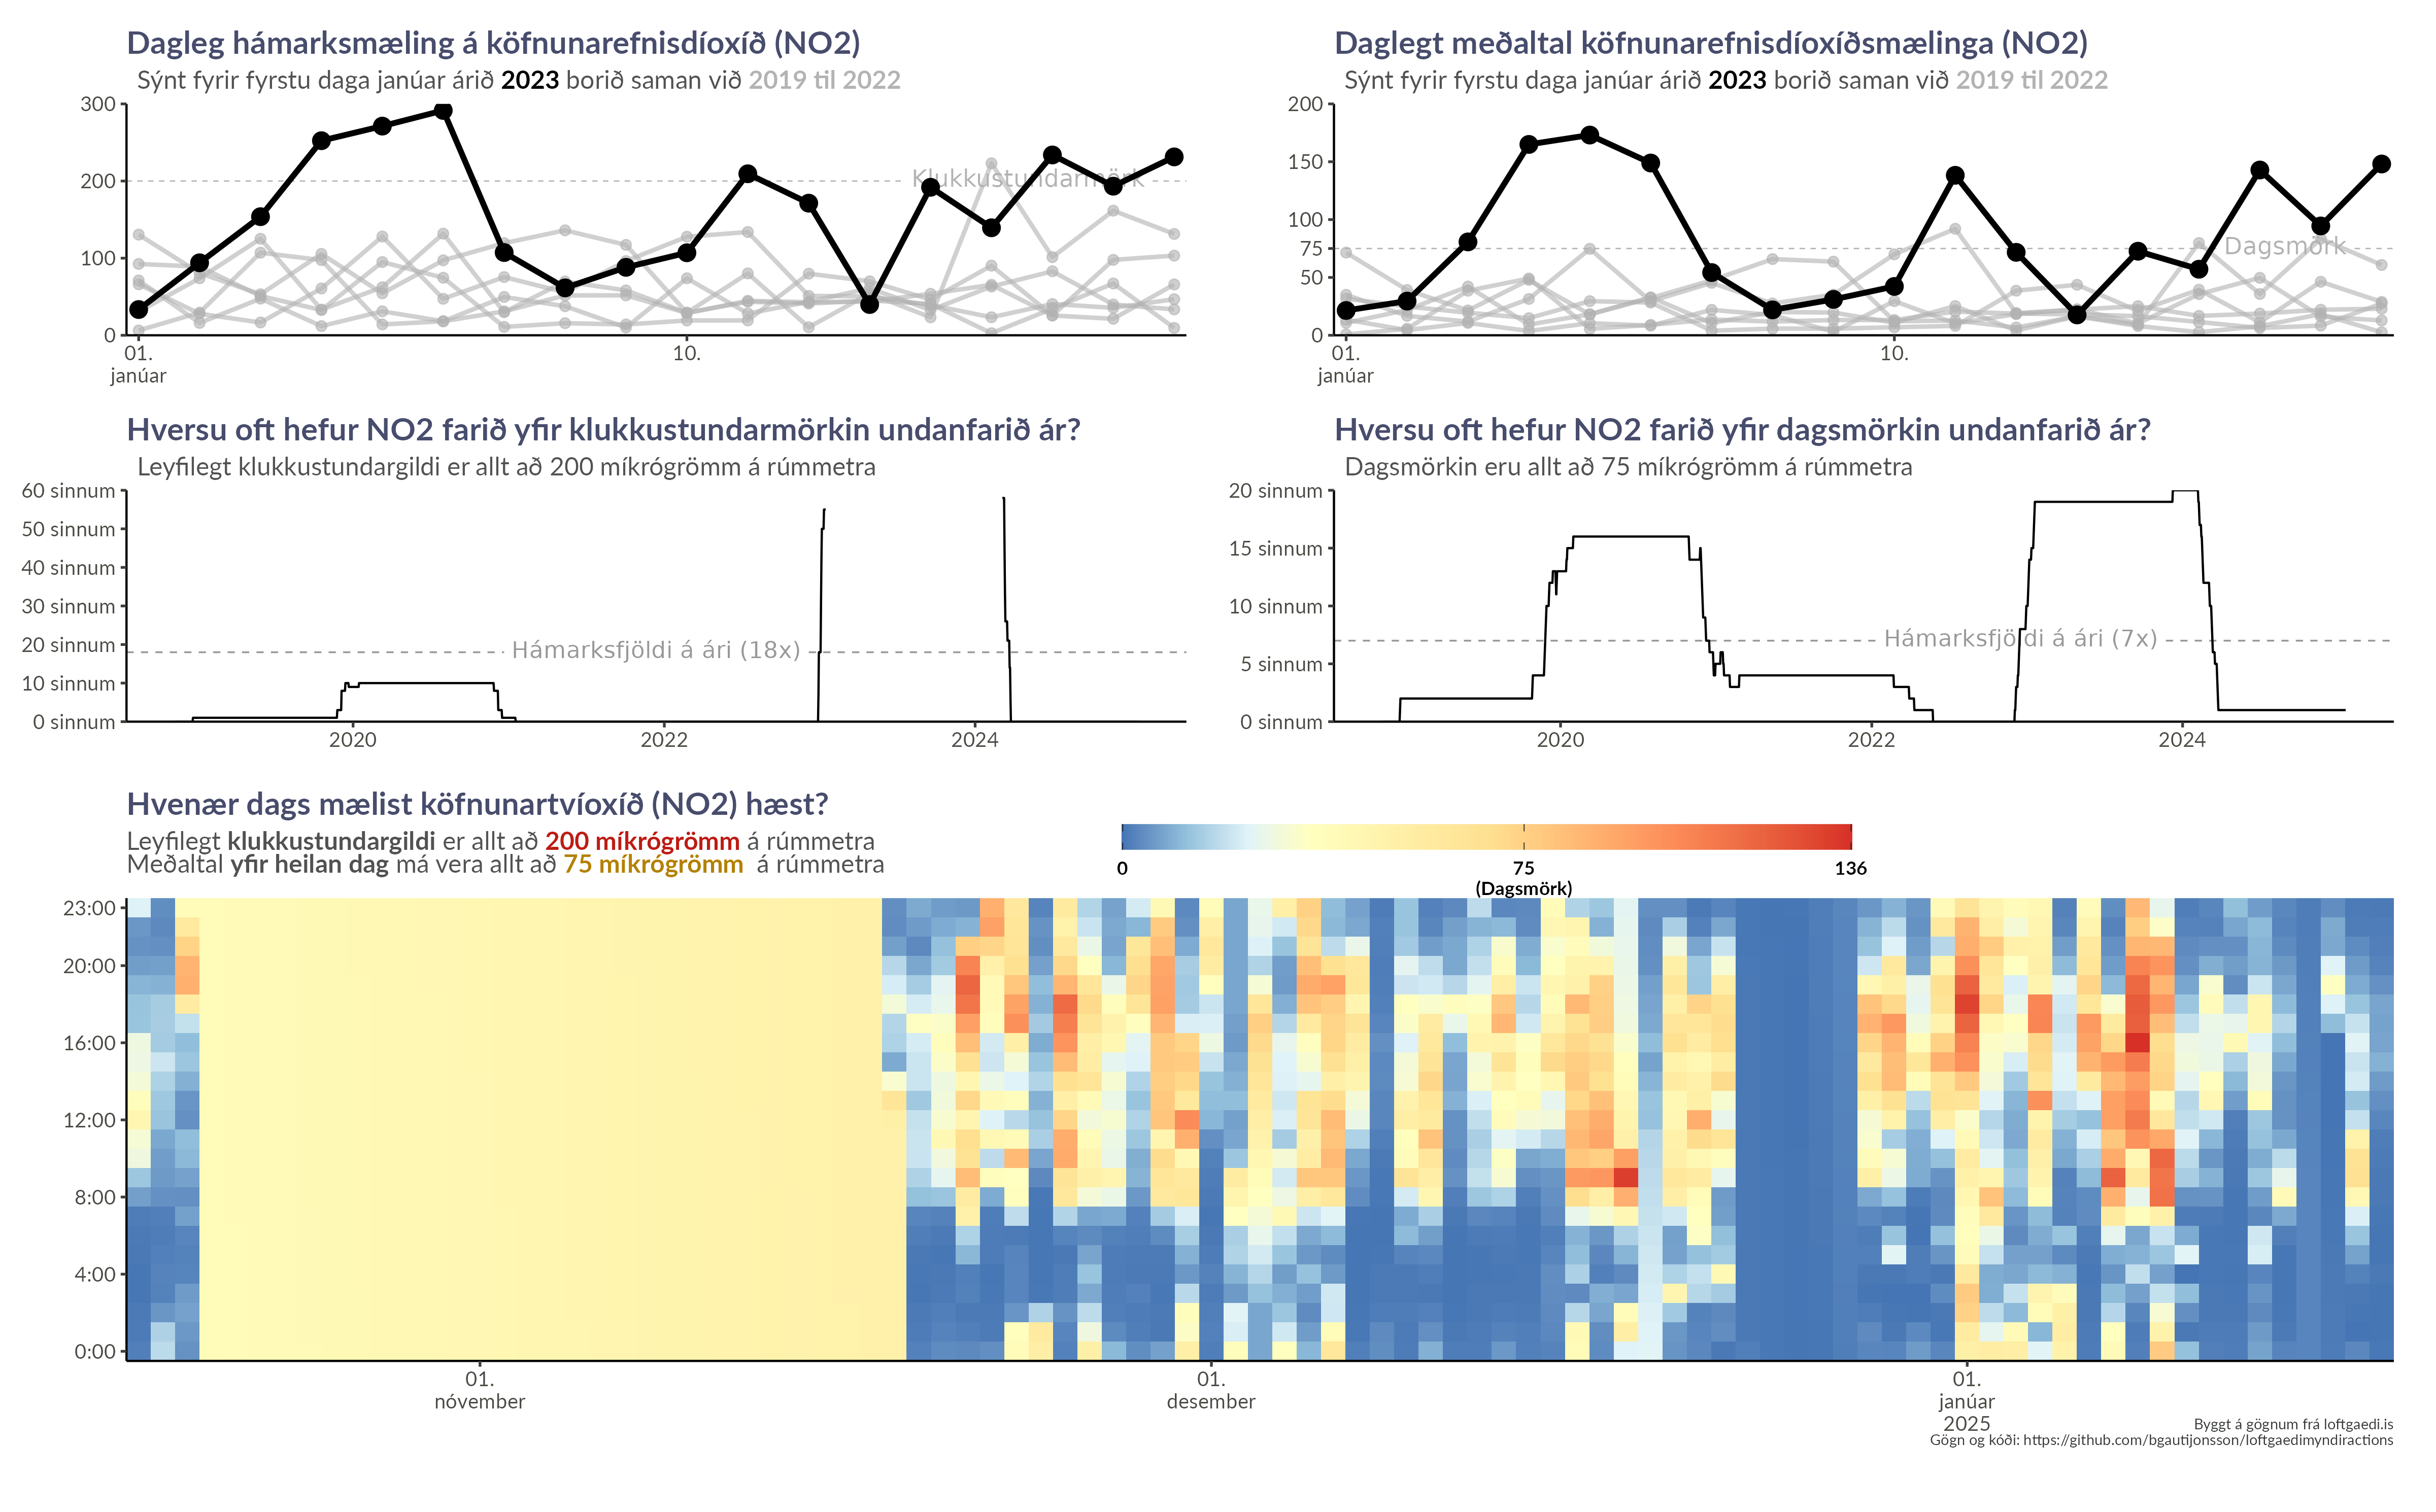 Dagleg hámarksmæling á köfnunarefnisdíoxíð (NO2)
Sýnt fyrir fyrstu daga janúar árið 2023 borið saman við 2019 til 2022
300
200
100
0
Klukkustundarmörk
01.
janúar
10.
Daglegt meðaltal köfnunarefnisdíoxíðsmælinga (NO2)
Sýnt fyrir fyrstu daga janúar árið 2023 borið saman við 2019 til 2022
200
150
100
75
50
0
Dagsmörk
01.
janúar
10.
Hversu oft hefur NO2 farið yfir klukkustundarmörkin undanfarið ár?
Leyfilegt klukkustundargildi er allt að 200 míkrógrömm á rúmmetra
60 sinnum
50 sinnum
40 sinnum
30 sinnum
20 sinnum
10 sinnum
0 sinnum
Hámarksfjöldi á ári (18x)
2020
2022
2024
Hversu oft hefur NO2 farið yfir dagsmörkin undanfarið ár?
Dagsmörkin eru allt að 75 míkrógrömm á rúmmetra
20 sinnum
15 sinnum
10 sinnum
5 sinnum
0 sinnum
Hámarksfjöldi á ári (7x)
2020
2022
2024
Hvenær dags mælist köfnunartvíoxíð (NO2) hæst?
Leyfilegt klukkustundargildi er allt að 200 míkrógrömm á rúmmetra
Meðaltal yfir heilan dag má vera allt að 75 míkrógrömm á rúmmetra
0
75
136
(Dagsmörk)
23:00
20:00
16:00
12:00
8:00
4:00
0:00
01.
nóvember
01.
desember
01.
janúar
2025
Byggt á gögnum frá loftgaedi.is
Gögn og kóði: https://github.com/bgautijonsson/loftgaedimyndiractions